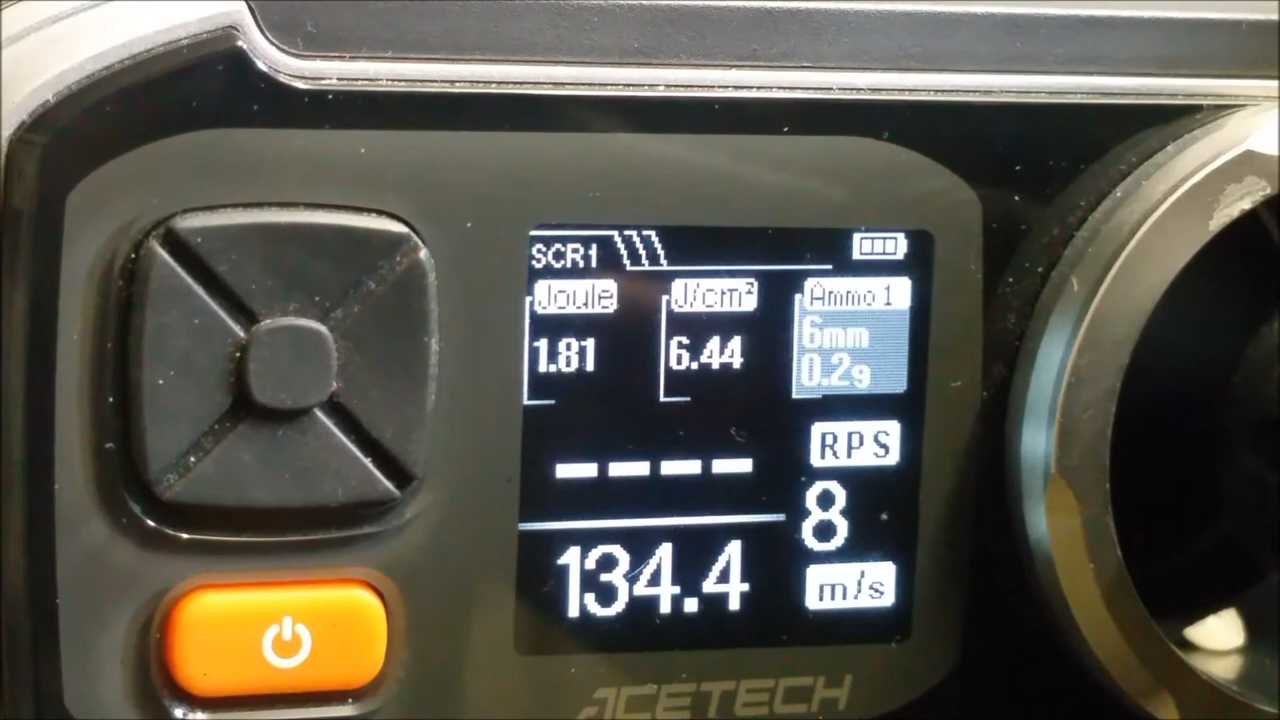 SCR1
Joule
J/cm²
Ammo 1
1.81
6.44
6mm
0.2g
RPS
----
8
134.4
m/s
ACETECH